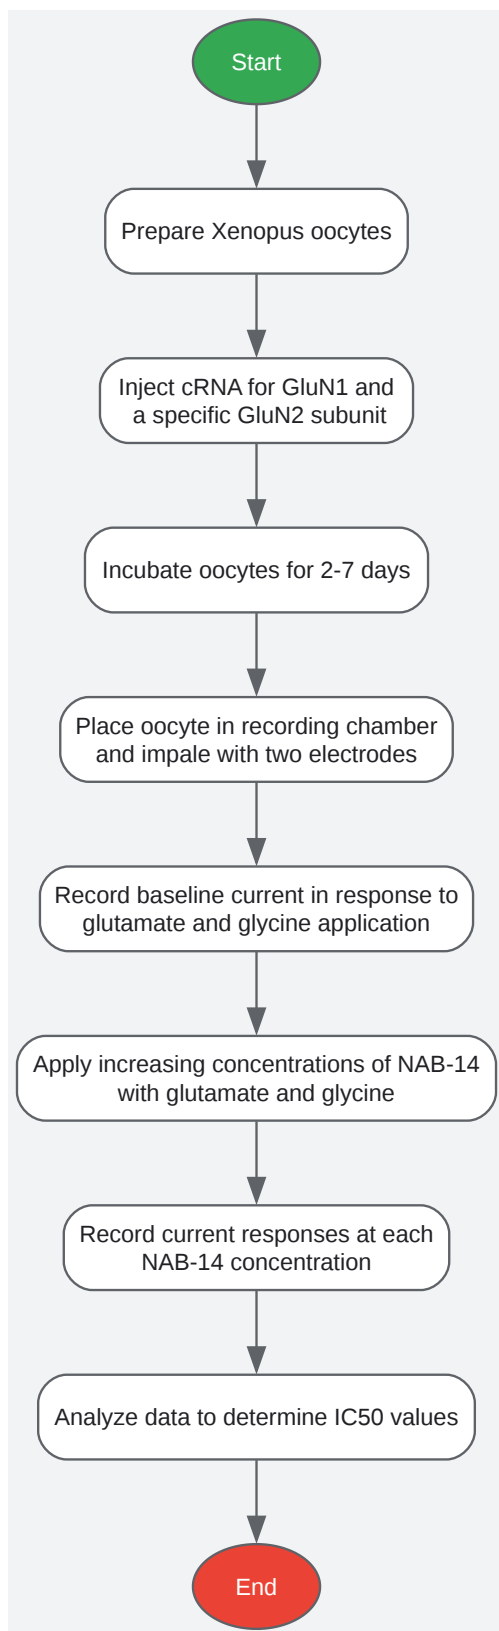 Start
Prepare Xenopus oocytes
Inject cRNA for GluN1 and
a specific GluN2 subunit
Incubate oocytes for 2-7 days
Place oocyte in recording chamber
and impale with two electrodes
Record baseline current in response to
glutamate and glycine application
Apply increasing concentrations of NAB-14
with glutamate and glycine
Record current responses at each
NAB-14 concentration
Analyze data to determine IC50 values
End